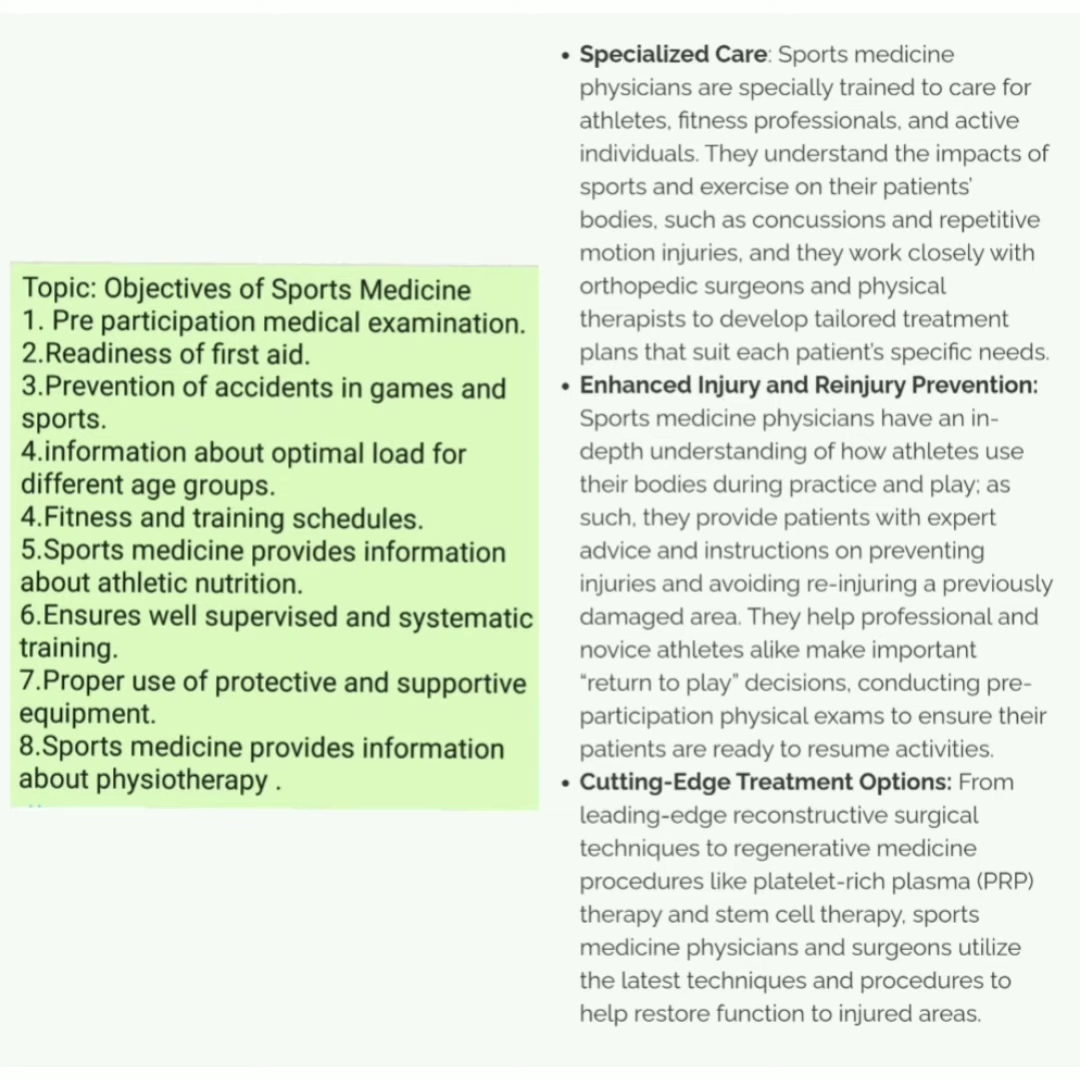 Topic: Objectives of Sports Medicine
1. Pre participation medical examination.
2.Readiness of first aid.
3.Prevention of accidents in games and
sports.
4.information about optimal load for
different age groups.
4.Fitness and training schedules.
5.Sports medicine provides information
about athletic nutrition.
6.Ensures well supervised and systematic
training.
7.Proper use of protective and supportive
equipment.
8.Sports medicine provides information
about physiotherapy .
• Specialized Care: Sports medicine
physicians are specially trained to care for
athletes, fitness professionals, and active
individuals. They understand the impacts of
sports and exercise on their patients’
bodies, such as concussions and repetitive
motion injuries, and they work closely with
orthopedic surgeons and physical
therapists to develop tailored treatment
plans that suit each patient’s specific needs.
• Enhanced Injury and Reinjury Prevention:
Sports medicine physicians have an in-
depth understanding of how athletes use
their bodies during practice and play; as
such, they provide patients with expert
advice and instructions on preventing
injuries and avoiding re-injuring a previously
damaged area. They help professional and
novice athletes alike make important
“return to play” decisions, conducting pre-
participation physical exams to ensure their
patients are ready to resume activities.
• Cutting-Edge Treatment Options: From
leading-edge reconstructive surgical
techniques to regenerative medicine
procedures like platelet-rich plasma (PRP)
therapy and stem cell therapy, sports
medicine physicians and surgeons utilize
the latest techniques and procedures to
help restore function to injured areas.